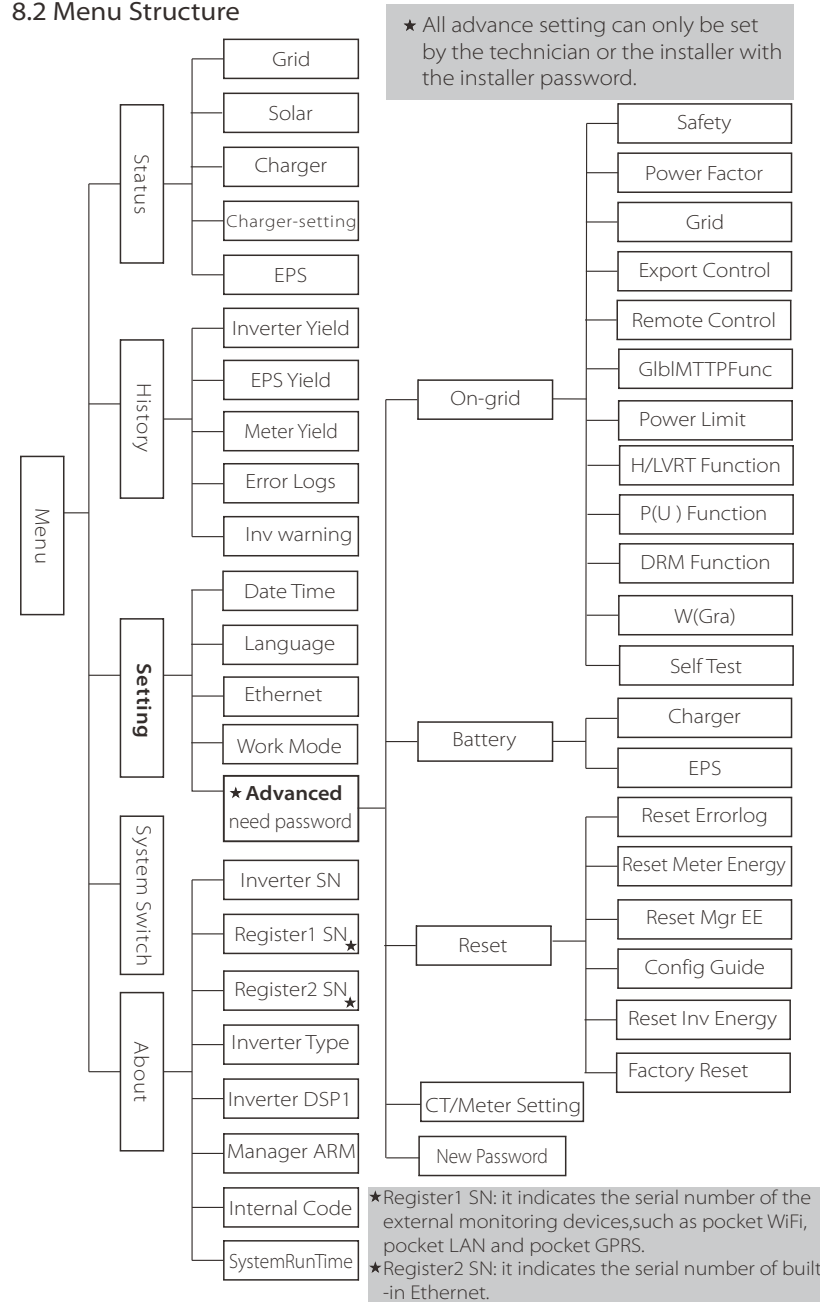 8.2 Menu Structure
★ All advance setting can only be set
by the technician or the installer with
the installer password.
Menu
Status
Grid
Solar
Charger
Charger-setting
EPS
History
Inverter Yield
EPS Yield
Meter Yield
Error Logs
Inv warning
Setting
Date Time
Language
Ethernet
Work Mode
★ Advanced
need password
On-grid
Safety
Power Factor
Grid
Export Control
Remote Control
GlblMTTPFunc
Power Limit
H/LVRT Function
P(U ) Function
DRM Function
W(Gra)
Self Test
Battery
Charger
EPS
Reset
Reset Errorlog
Reset Meter Energy
Reset Mgr EE
Config Guide
Reset Inv Energy
Factory Reset
CT/Meter Setting
New Password
System Switch
About
Inverter SN
Register1 SN★
Register2 SN★
Inverter Type
Inverter DSP1
Manager ARM
Internal Code
SystemRunTime
★Register1 SN: it indicates the serial number of the
external monitoring devices,such as pocket WiFi,
pocket LAN and pocket GPRS.
★Register2 SN: it indicates the serial number of built
-in Ethernet.